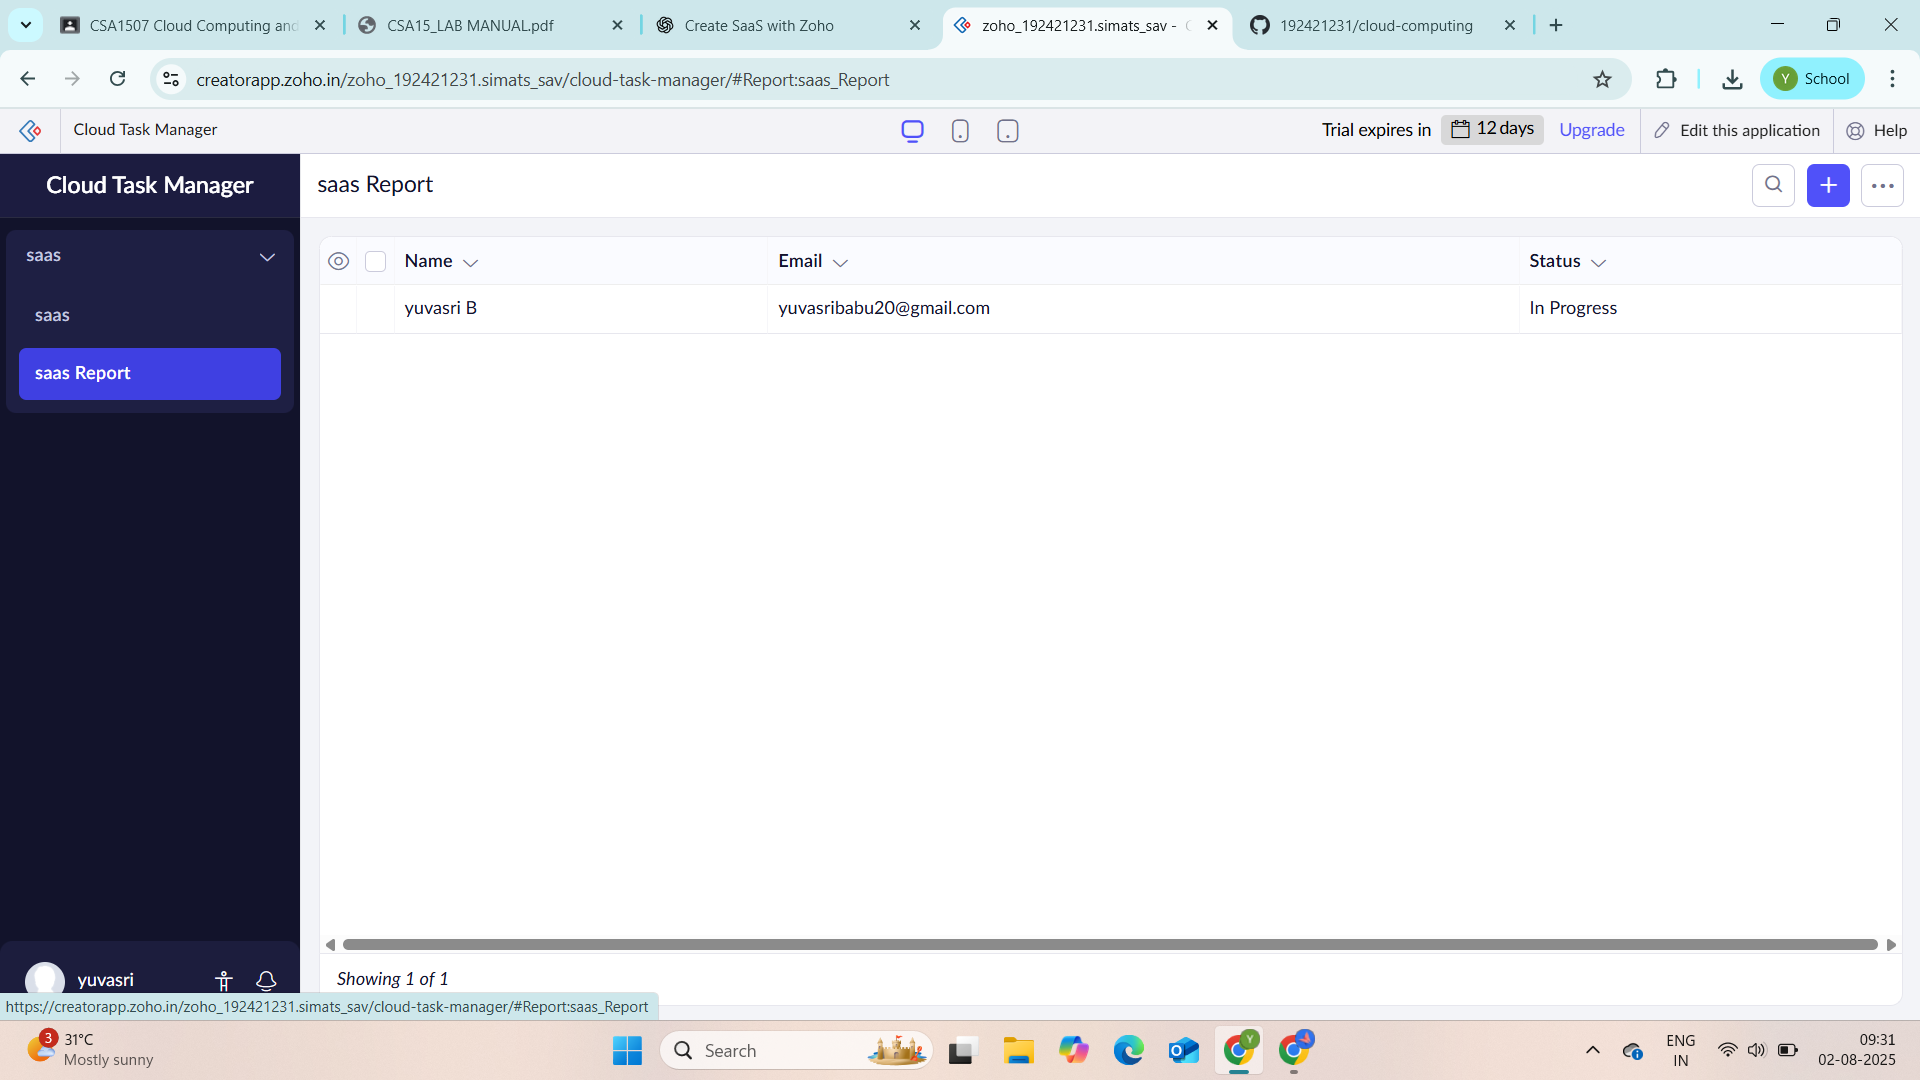 CSA1507 Cloud Computing and
CSA15_LAB MANUAL.pdf
Create SaaS with Zoho
zoho_192421231.simats_sav -
192421231/cloud-computing
creatorapp.zoho.in/zoho_192421231.simats_sav/cloud-task-manager/#Report:saas_Report
Y School
Cloud Task Manager
Trial expires in 12 days Upgrade
Edit this application
Help
Cloud Task Manager
saas Report
saas
saas
saas Report
Name Email Status
yuvasri B yuvasribabu20@gmail.com In Progress
Showing 1 of 1
yuvasri
https://creatorapp.zoho.in/zoho_192421231.simats_sav/cloud-task-manager/#Report:saas_Report
3
31°C
Mostly sunny
Search
Y
ENG
IN
09:31
02-08-2025